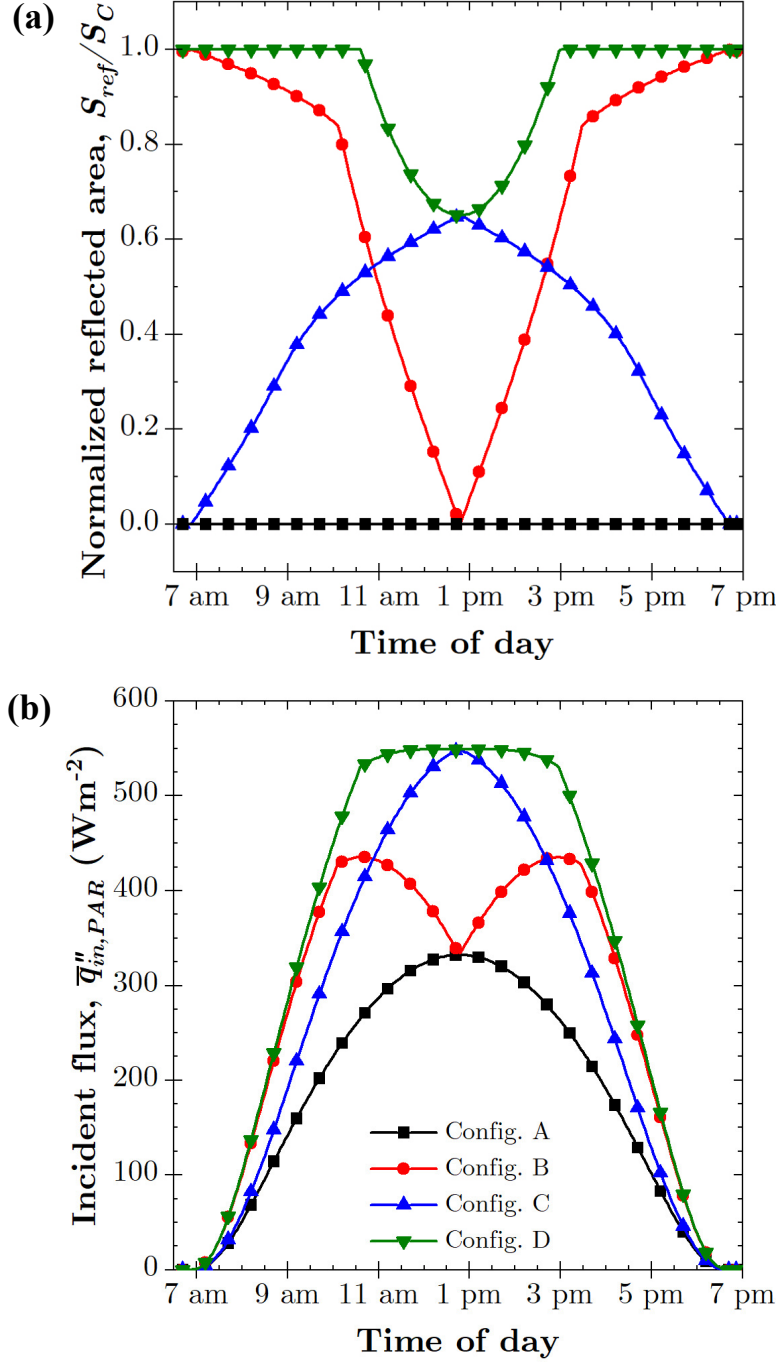 (a)
Normalized reflected area, S_ref/S_C
1.0
0.8
0.6
0.4
0.2
0.0
7 am 9 am 11 am 1 pm 3 pm 5 pm 7 pm
Time of day
(b)
Incident flux, q̅″_in,PAR (Wm⁻²)
600
500
400
300
200
100
0
Config. A
Config. B
Config. C
Config. D
7 am 9 am 11 am 1 pm 3 pm 5 pm 7 pm
Time of day